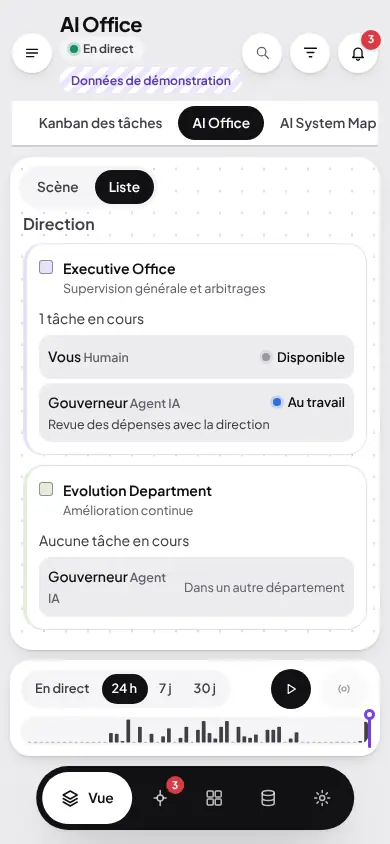 AI Office
En direct
3
Données de démonstration
Kanban des tâches
AI Office
AI System Map
Scène
Liste
Direction
Executive Office
Supervision générale et arbitrages
1 tâche en cours
Vous Humain
Disponible
Gouverneur Agent IA
Au travail
Revue des dépenses avec la direction
Evolution Department
Amélioration continue
Aucune tâche en cours
Gouverneur Agent
IA
Dans un autre département
En direct
24 h
7 j
30 j
Vue
3